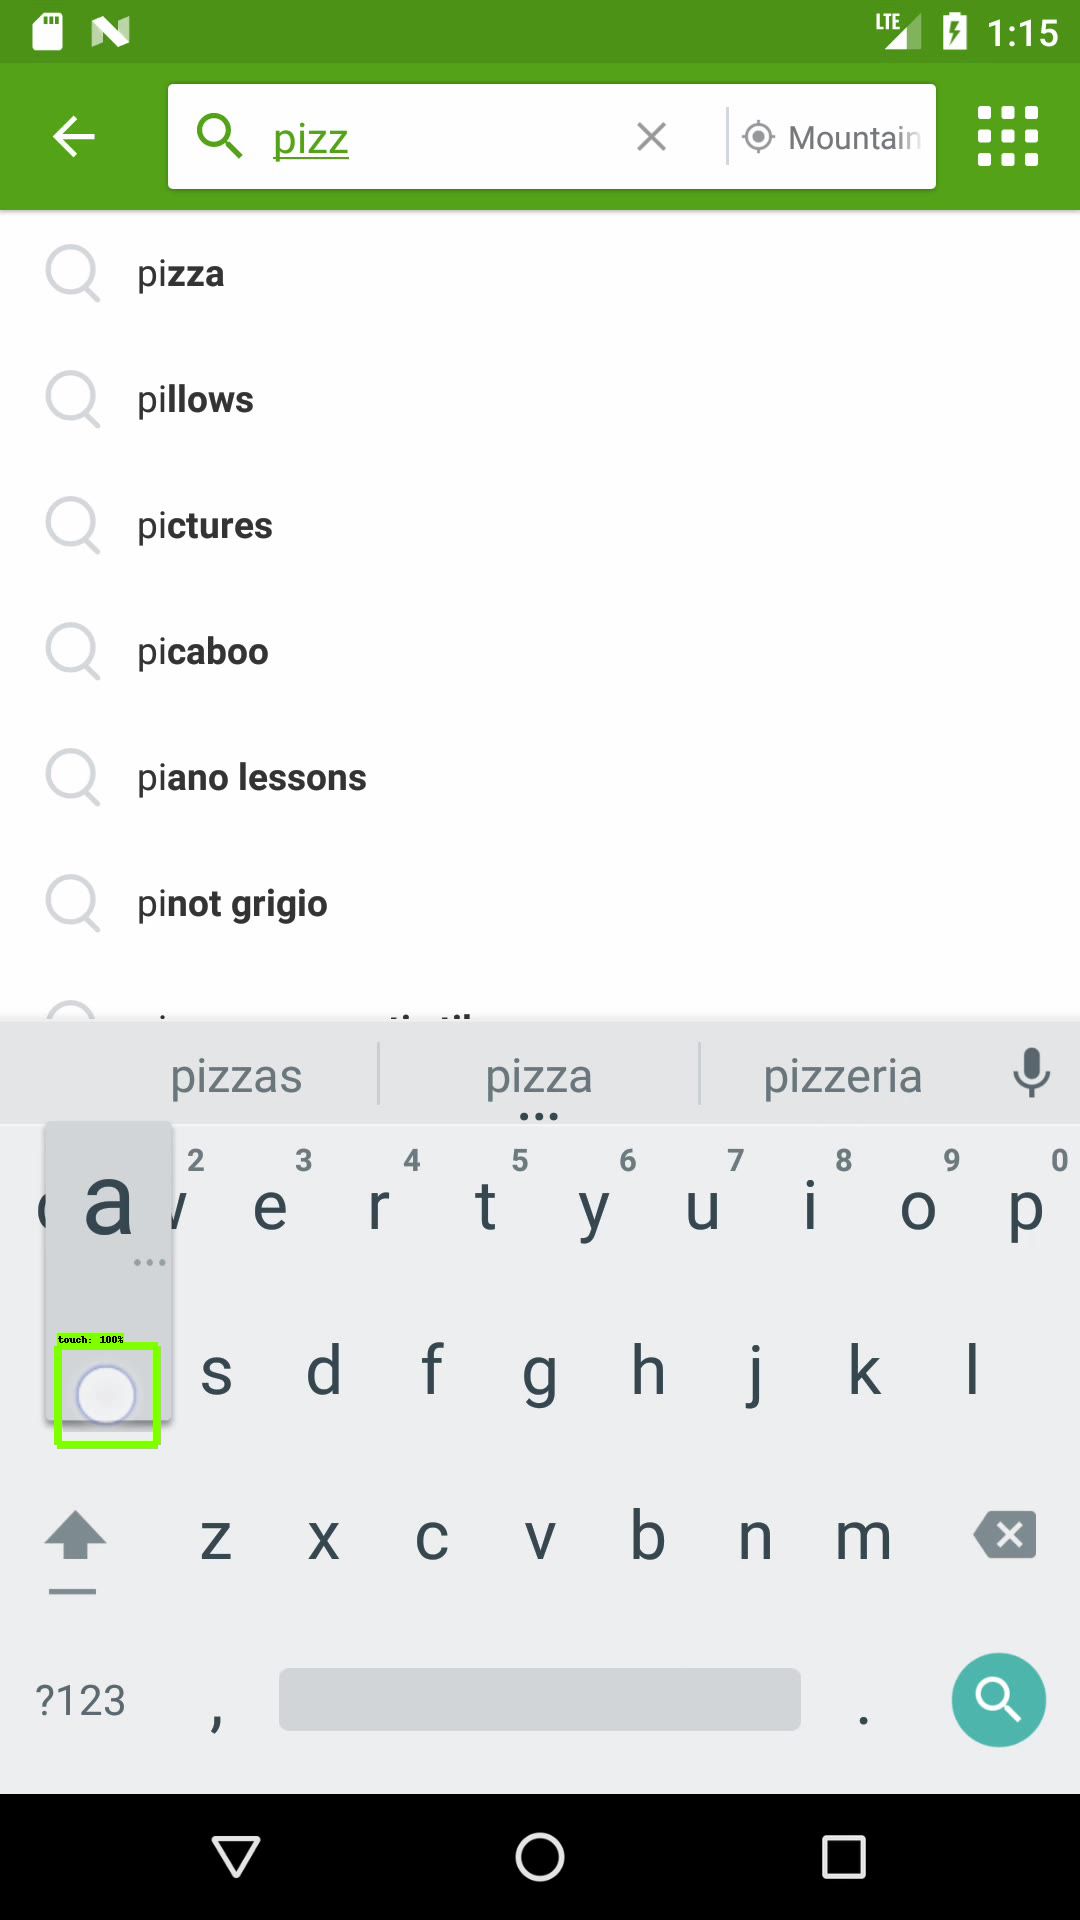 LTE 1:15
pizz Mountain
pizza
pillows
pictures
picaboo
piano lessons
pinot grigio
pizzas pizza pizzeria
2 3 4 5 6 7 8 9 0
a e r t y u i o p
touch: 100%
s d f g h j k l
z x c v b n m
?123 , .